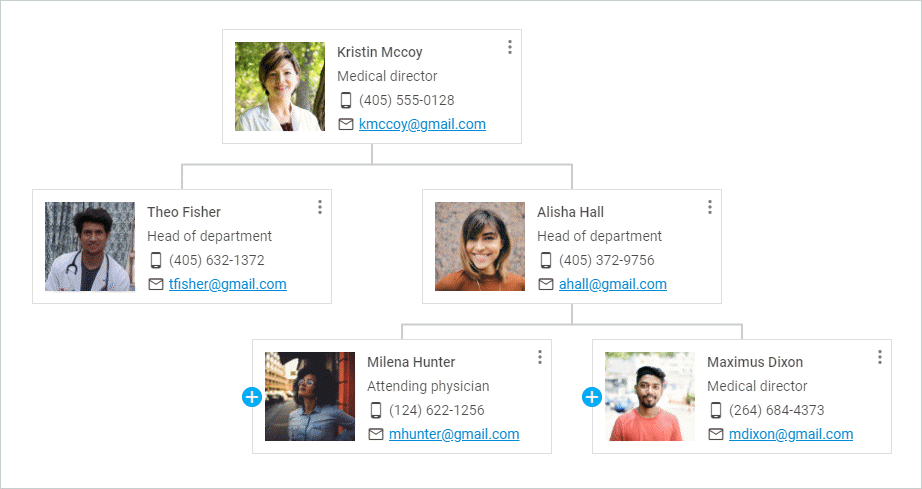 Kristin Mccoy
Medical director
(405) 555-0128
kmccoy@gmail.com
Theo Fisher
Head of department
(405) 632-1372
tfisher@gmail.com
Alisha Hall
Head of department
(405) 372-9756
ahall@gmail.com
Milena Hunter
Attending physician
(124) 622-1256
mhunter@gmail.com
Maximus Dixon
Medical director
(264) 684-4373
mdixon@gmail.com